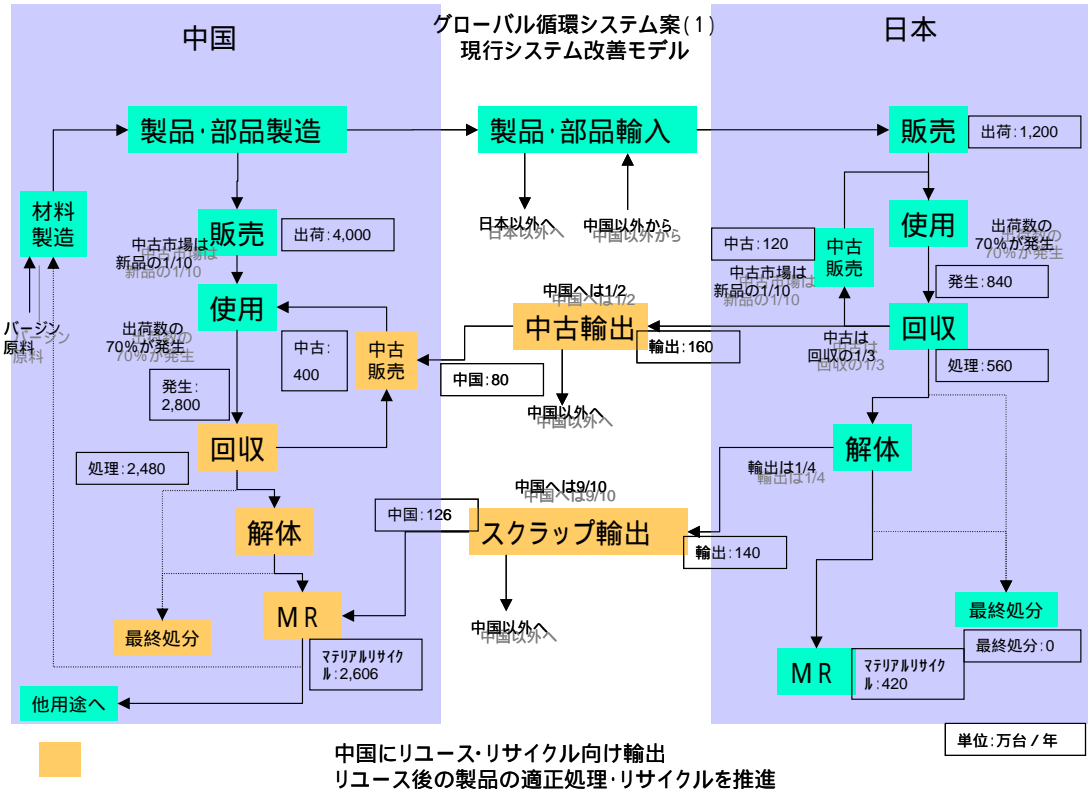 グローバル循環システム案(1)
現行システム改善モデル
中国
日本
製品・部品製造
製品・部品輸入
販売
出荷:1,200
材料
製造
販売
出荷:4,000
中古市場は
新品の1/10
日本以外へ
中国以外から
使用
出荷数の
70%が発生
中古:120
中古
販売
中古市場は
新品の1/10
発生:840
使用
バージン
原料
出荷数の
70%が発生
中古:
400
中古
販売
中国へは1/2
中古輸出
輸出:160
中国:80
中国以外へ
回収
中古は
回収の1/3
処理:560
発生:
2,800
回収
処理:2,480
解体
輸出は1/4
中国へは9/10
スクラップ輸出
中国:126
輸出:140
中国以外へ
解体
MR
最終処分
マテリアルリサイク
ル:2,606
他用途へ
最終処分
最終処分:0
MR
マテリアルリサイク
ル:420
単位:万台/年
中国にリユース・リサイクル向け輸出
リユース後の製品の適正処理・リサイクルを推進